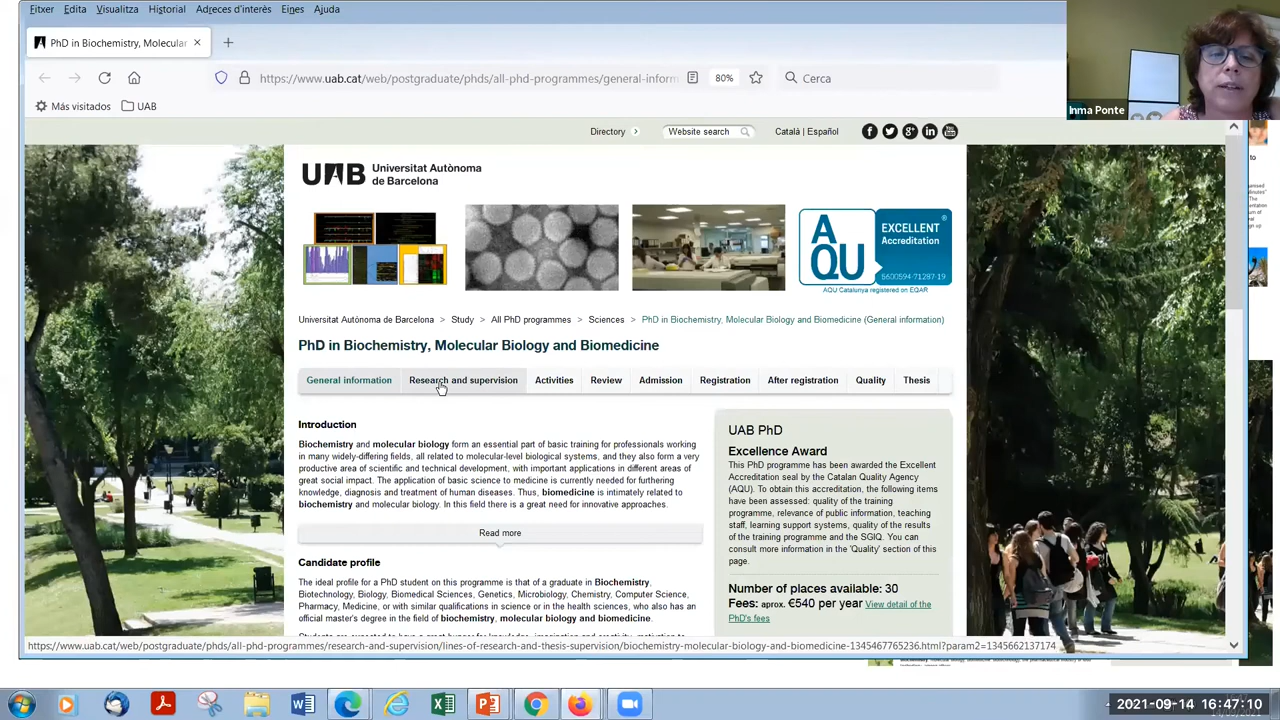 Fitxer Edita Visualitza Historial Adreces d'interès Eines Ajuda
PhD in Biochemistry, Molecular
https://www.uab.cat/web/postgraduate/phds/all-phd-programmes/general-inform
80%
Cerca
Inma Ponte
Más visitados
UAB
Directory
Website search
Català | Español
UAB
Universitat Autònoma
de Barcelona
AQU
EXCELLENT
Accreditation
6600594-71287-19
AQU Catalunya registered on EQAR
Universitat Autònoma de Barcelona > Study > All PhD programmes > Sciences > PhD in Biochemistry, Molecular Biology and Biomedicine (General information)
PhD in Biochemistry, Molecular Biology and Biomedicine
General information Research and supervision Activities Review Admission Registration After registration Quality Thesis
Introduction
Biochemistry and molecular biology form an essential part of basic training for professionals working
in many widely-differing fields, all related to molecular-level biological systems, and they also form a very
productive area of scientific and technical development, with important applications in different areas of
great social impact. The application of basic science to medicine is currently needed for furthering
knowledge, diagnosis and treatment of human diseases. Thus, biomedicine is intimately related to
biochemistry and molecular biology. In this field there is a great need for innovative approaches.
Read more
Candidate profile
The ideal profile for a PhD student on this programme is that of a graduate in Biochemistry,
Biotechnology, Biology, Biomedical Sciences, Genetics, Microbiology, Chemistry, Computer Science,
Pharmacy, Medicine, or with similar qualifications in science or in the health sciences, who also has an
official master's degree in the field of biochemistry, molecular biology and biomedicine.
UAB PhD
Excellence Award
This PhD programme has been awarded the Excellent
Accreditation seal by the Catalan Quality Agency
(AQU). To obtain this accreditation, the following items
have been assessed: quality of the training
programme, relevance of public information, teaching
staff, learning support systems, quality of the results
of the training programme and the SGIQ. You can
consult more information in the 'Quality' section of this
page.
Number of places available: 30
Fees: aprox. €540 per year View detail of the
PhD's fees
https://www.uab.cat/web/postgraduate/phds/all-phd-programmes/research-and-supervision/lines-of-research-and-thesis-supervision/biochemistry-molecular-biology-and-biomedicine-1345467765236.html?param2=1345662137174
2021-09-14 16:47:10